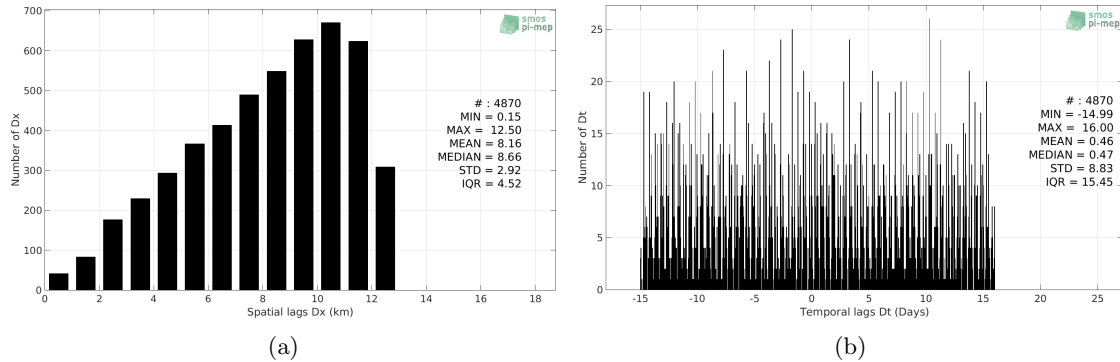 smos
pi-mep
Number of Dx
700
600
500
400
300
200
100
0
# : 4870
MIN = 0.15
MAX = 12.50
MEAN = 8.16
MEDIAN = 8.66
STD = 2.92
IQR = 4.52
0 2 4 6 8 10 12 14 16 18
Spatial lags Dx (km)
(a)
smos
pi-mep
Number of Dt
25
20
15
10
5
0
# : 4870
MIN = -14.99
MAX = 16.00
MEAN = 0.46
MEDIAN = 0.47
STD = 8.83
IQR = 15.45
-15 -10 -5 0 5 10 15 20 25
Temporal lags Dt (Days)
(b)